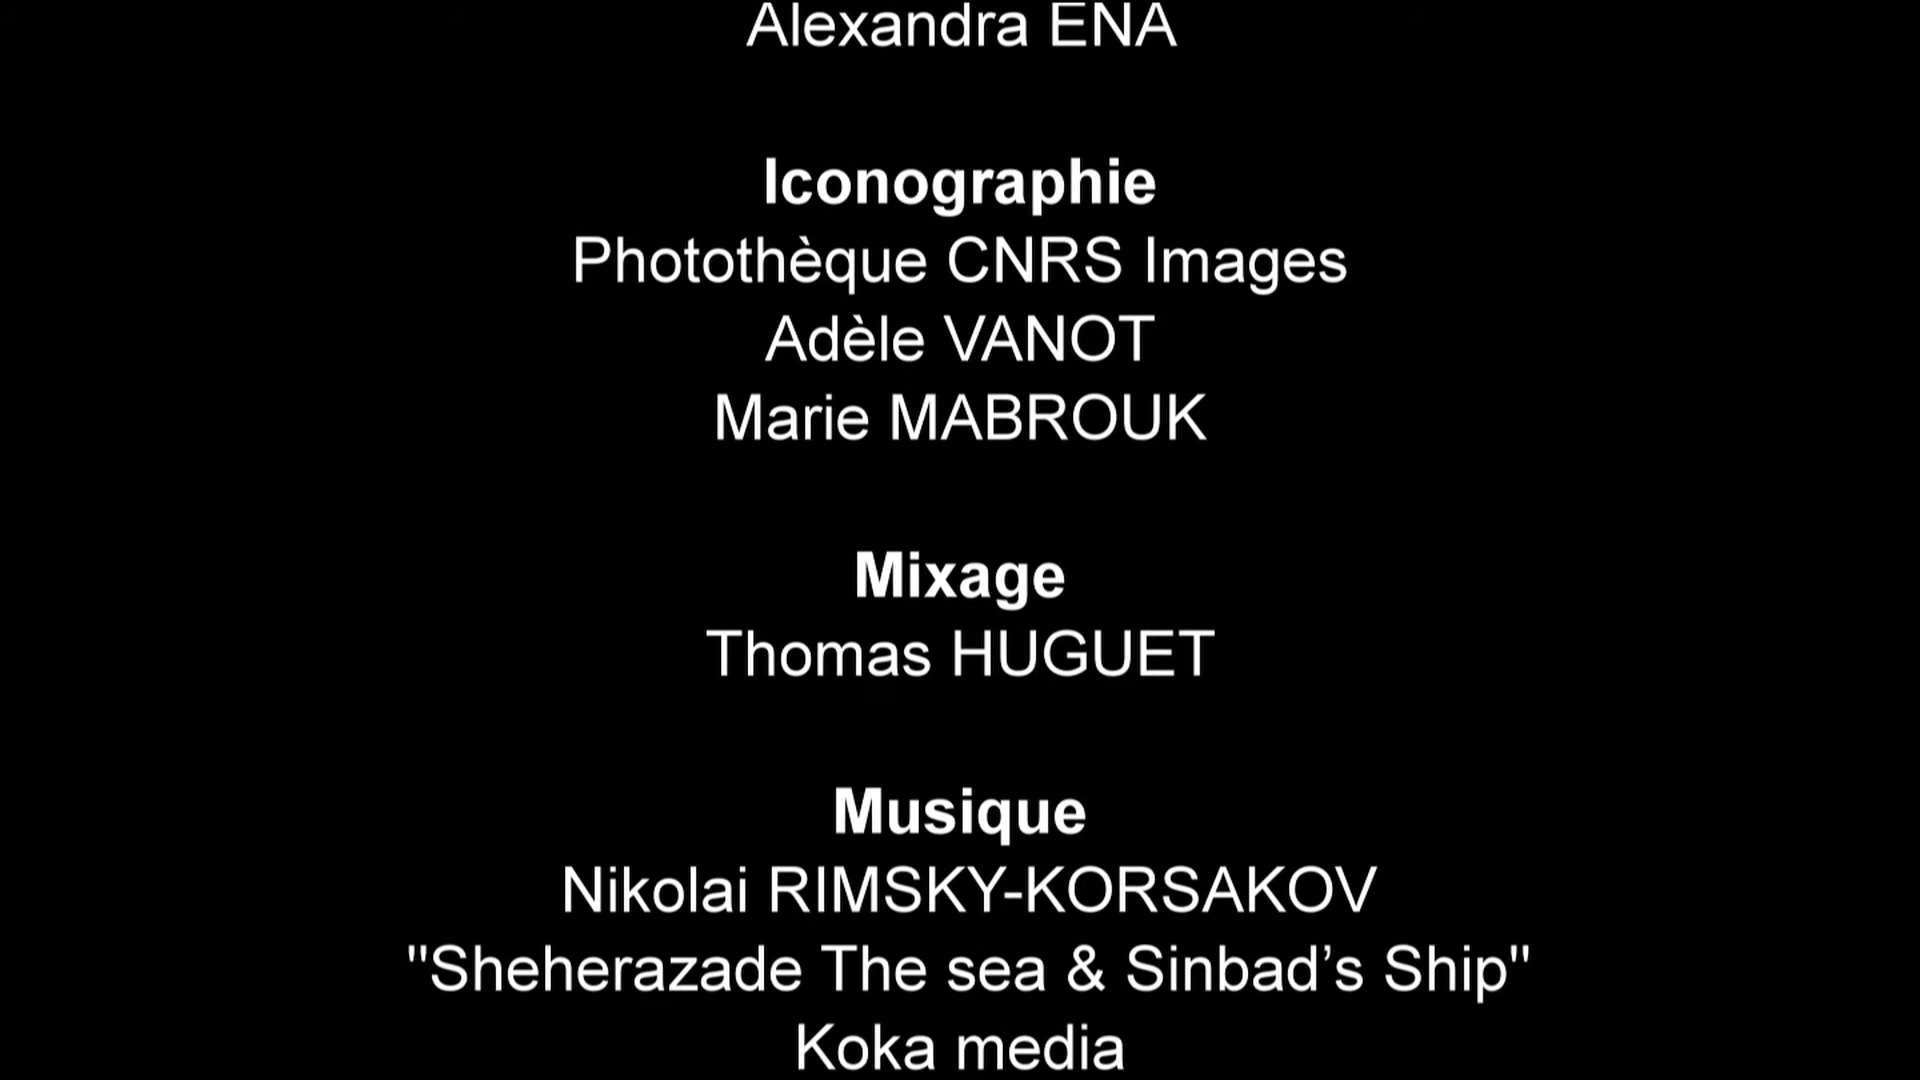 Alexandra ENA
Iconographie
Photothèque CNRS Images
Adèle VANOT
Marie MABROUK
Mixage
Thomas HUGUET
Musique
Nikolai RIMSKY-KORSAKOV
"Sheherazade The sea & Sinbad’s Ship"
Koka media